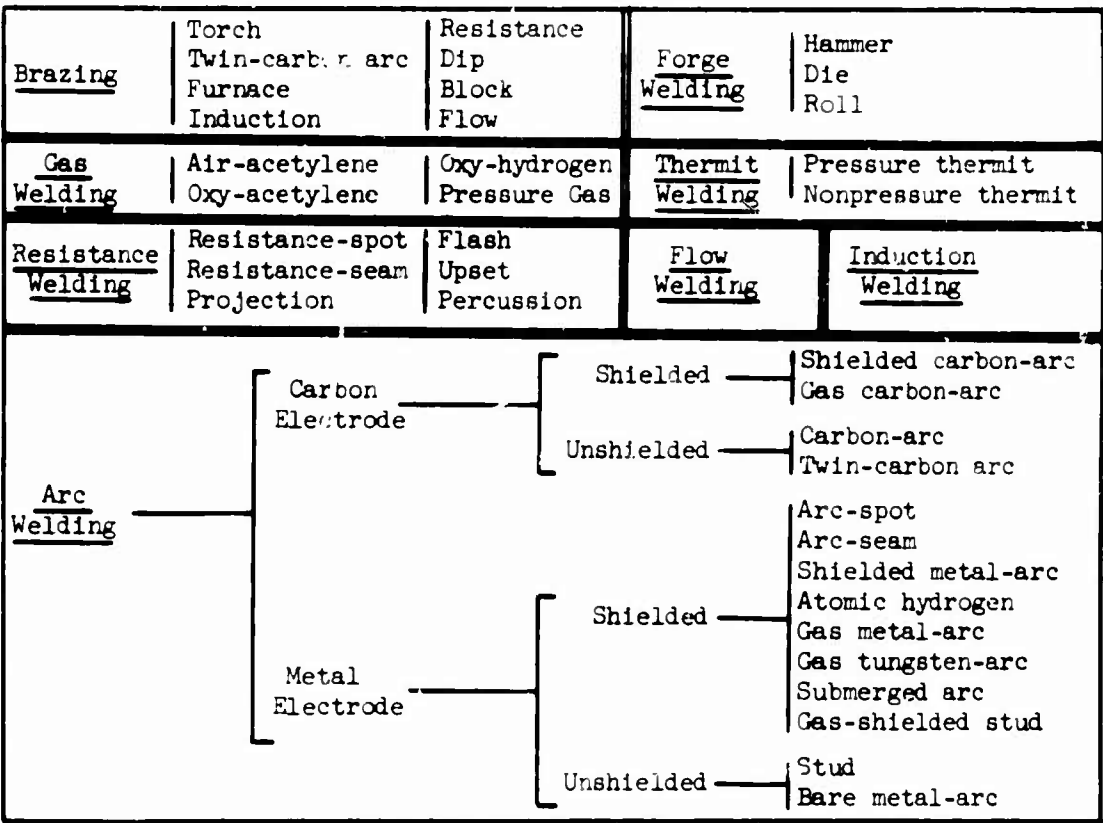 Brazing
Torch
Twin-carbon arc
Furnace
Induction
Resistance
Dip
Block
Flow
Forge
Welding
Hammer
Die
Roll
Gas
Welding
Air-acetylene
Oxy-acetylene
Oxy-hydrogen
Pressure Gas
Thermit
Welding
Pressure thermit
Nonpressure thermit
Resistance
Welding
Resistance-spot
Resistance-seam
Projection
Flash
Upset
Percussion
Flow
Welding
Induction
Welding
Arc
Welding
Carbon
Electrode
Shielded
Shielded carbon-arc
Gas carbon-arc
Unshielded
Carbon-arc
Twin-carbon arc
Metal
Electrode
Shielded
Arc-spot
Arc-seam
Shielded metal-arc
Atomic hydrogen
Gas metal-arc
Gas tungsten-arc
Submerged arc
Gas-shielded stud
Unshielded
Stud
Bare metal-arc